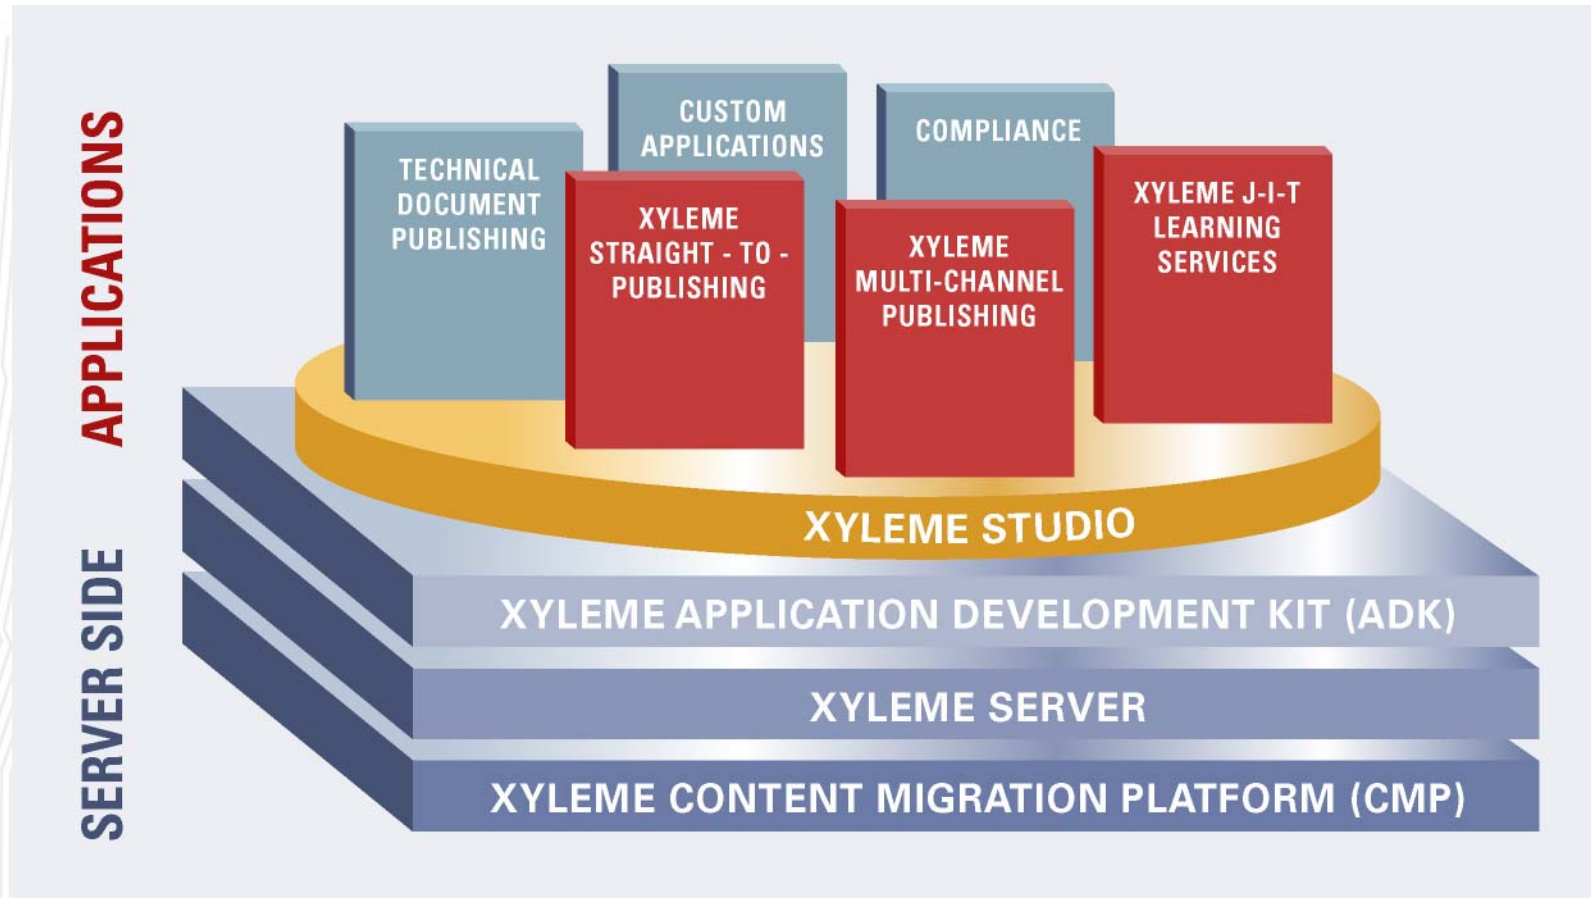 APPLICATIONS
SERVER SIDE
TECHNICAL
DOCUMENT
PUBLISHING
CUSTOM
APPLICATIONS
COMPLIANCE
XYLEME
STRAIGHT - TO -
PUBLISHING
XYLEME
MULTI-CHANNEL
PUBLISHING
XYLEME J-I-T
LEARNING
SERVICES
XYLEME STUDIO
XYLEME APPLICATION DEVELOPMENT KIT (ADK)
XYLEME SERVER
XYLEME CONTENT MIGRATION PLATFORM (CMP)